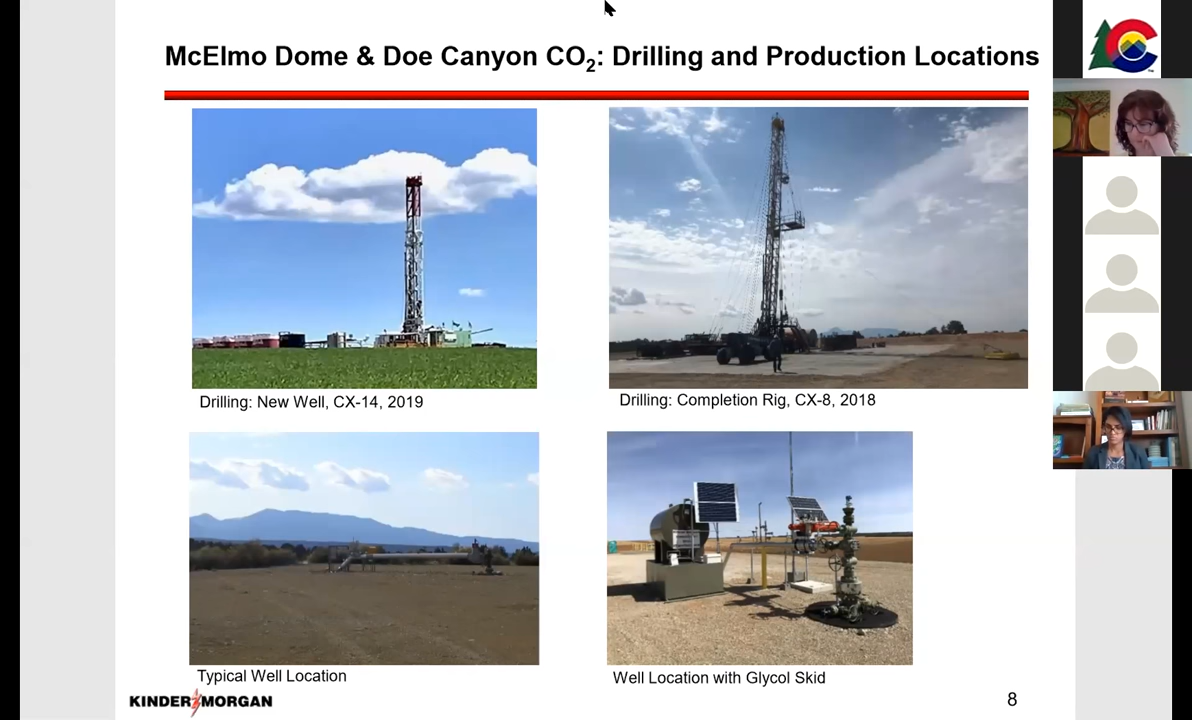 McElmo Dome & Doe Canyon CO₂: Drilling and Production Locations
Drilling: New Well, CX-14, 2019
Drilling: Completion Rig, CX-8, 2018
Typical Well Location
Well Location with Glycol Skid
KINDER MORGAN
8